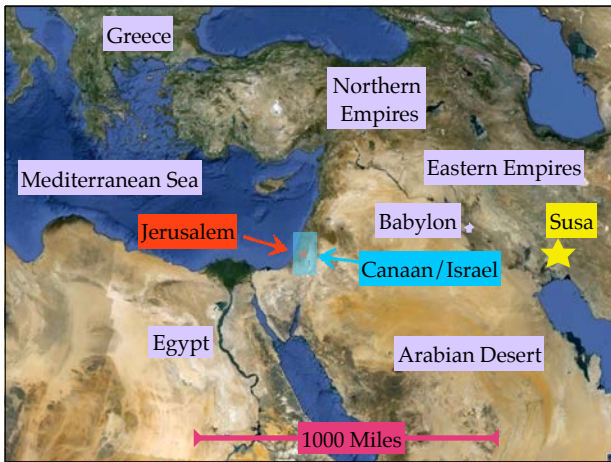 Greece
Northern
Empires
Eastern Empires
Mediterranean Sea
Babylon
Susa
Jerusalem
Canaan/Israel
Egypt
Arabian Desert
1000 Miles